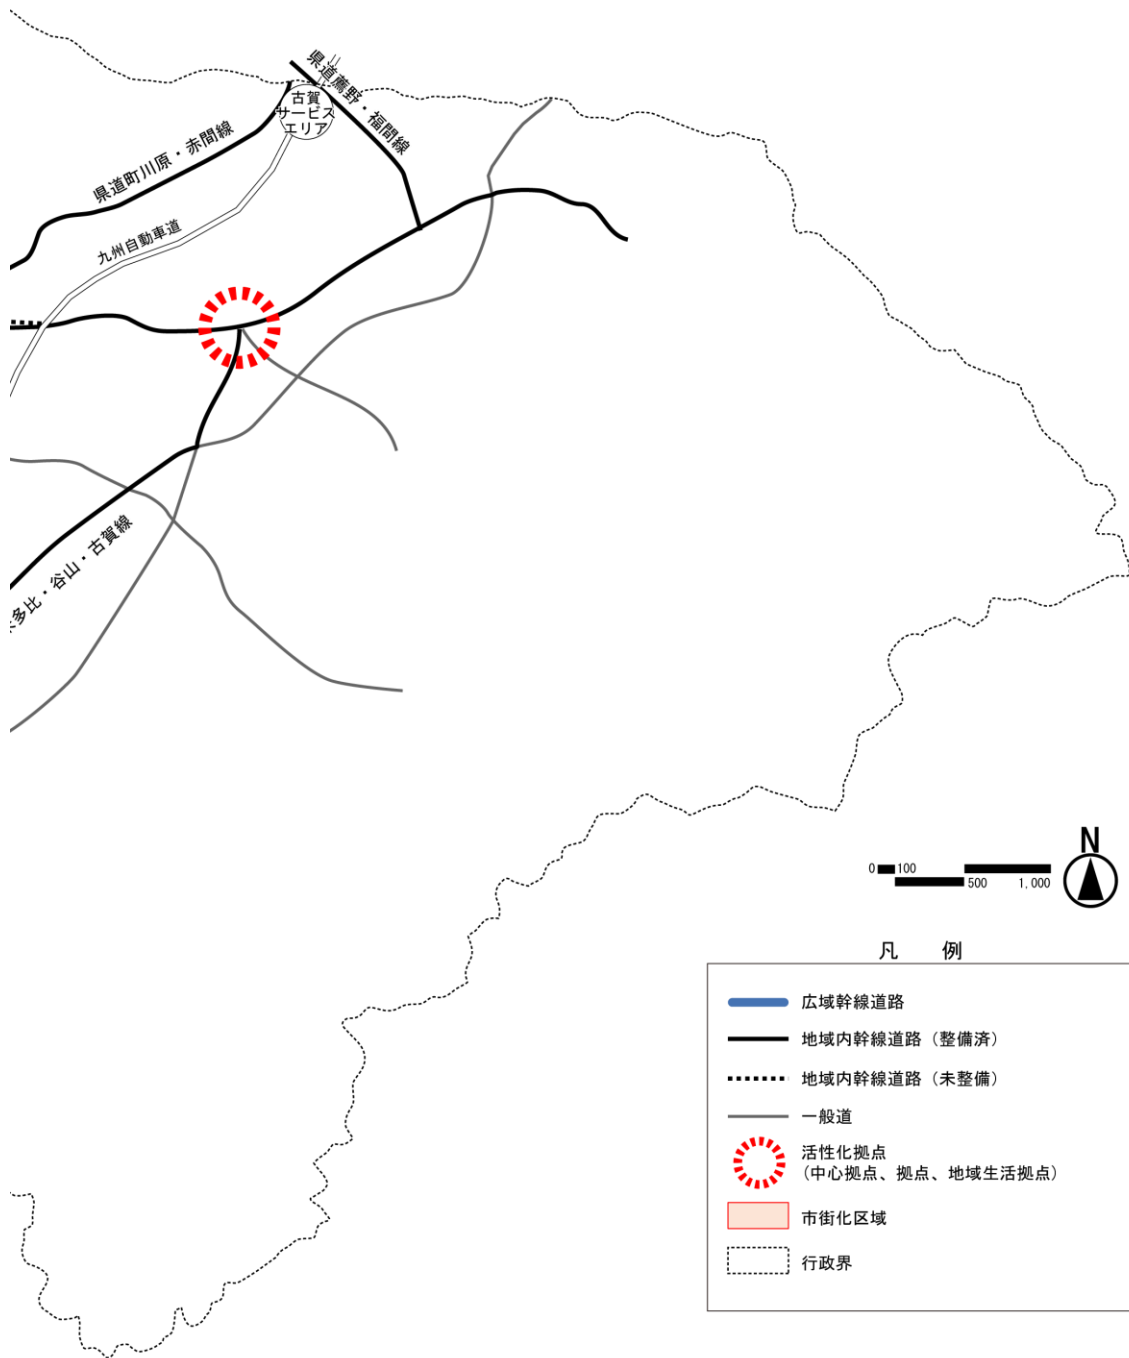 県道薦野・福間線
古賀
サービス
エリア
県道町川原・赤間線
九州自動車道
多比・谷山・古賀線
N
0 100
500 1,000
凡 例
広域幹線道路
地域内幹線道路（整備済）
地域内幹線道路（未整備）
一般道
活性化拠点
（中心拠点、拠点、地域生活拠点）
市街化区域
行政界